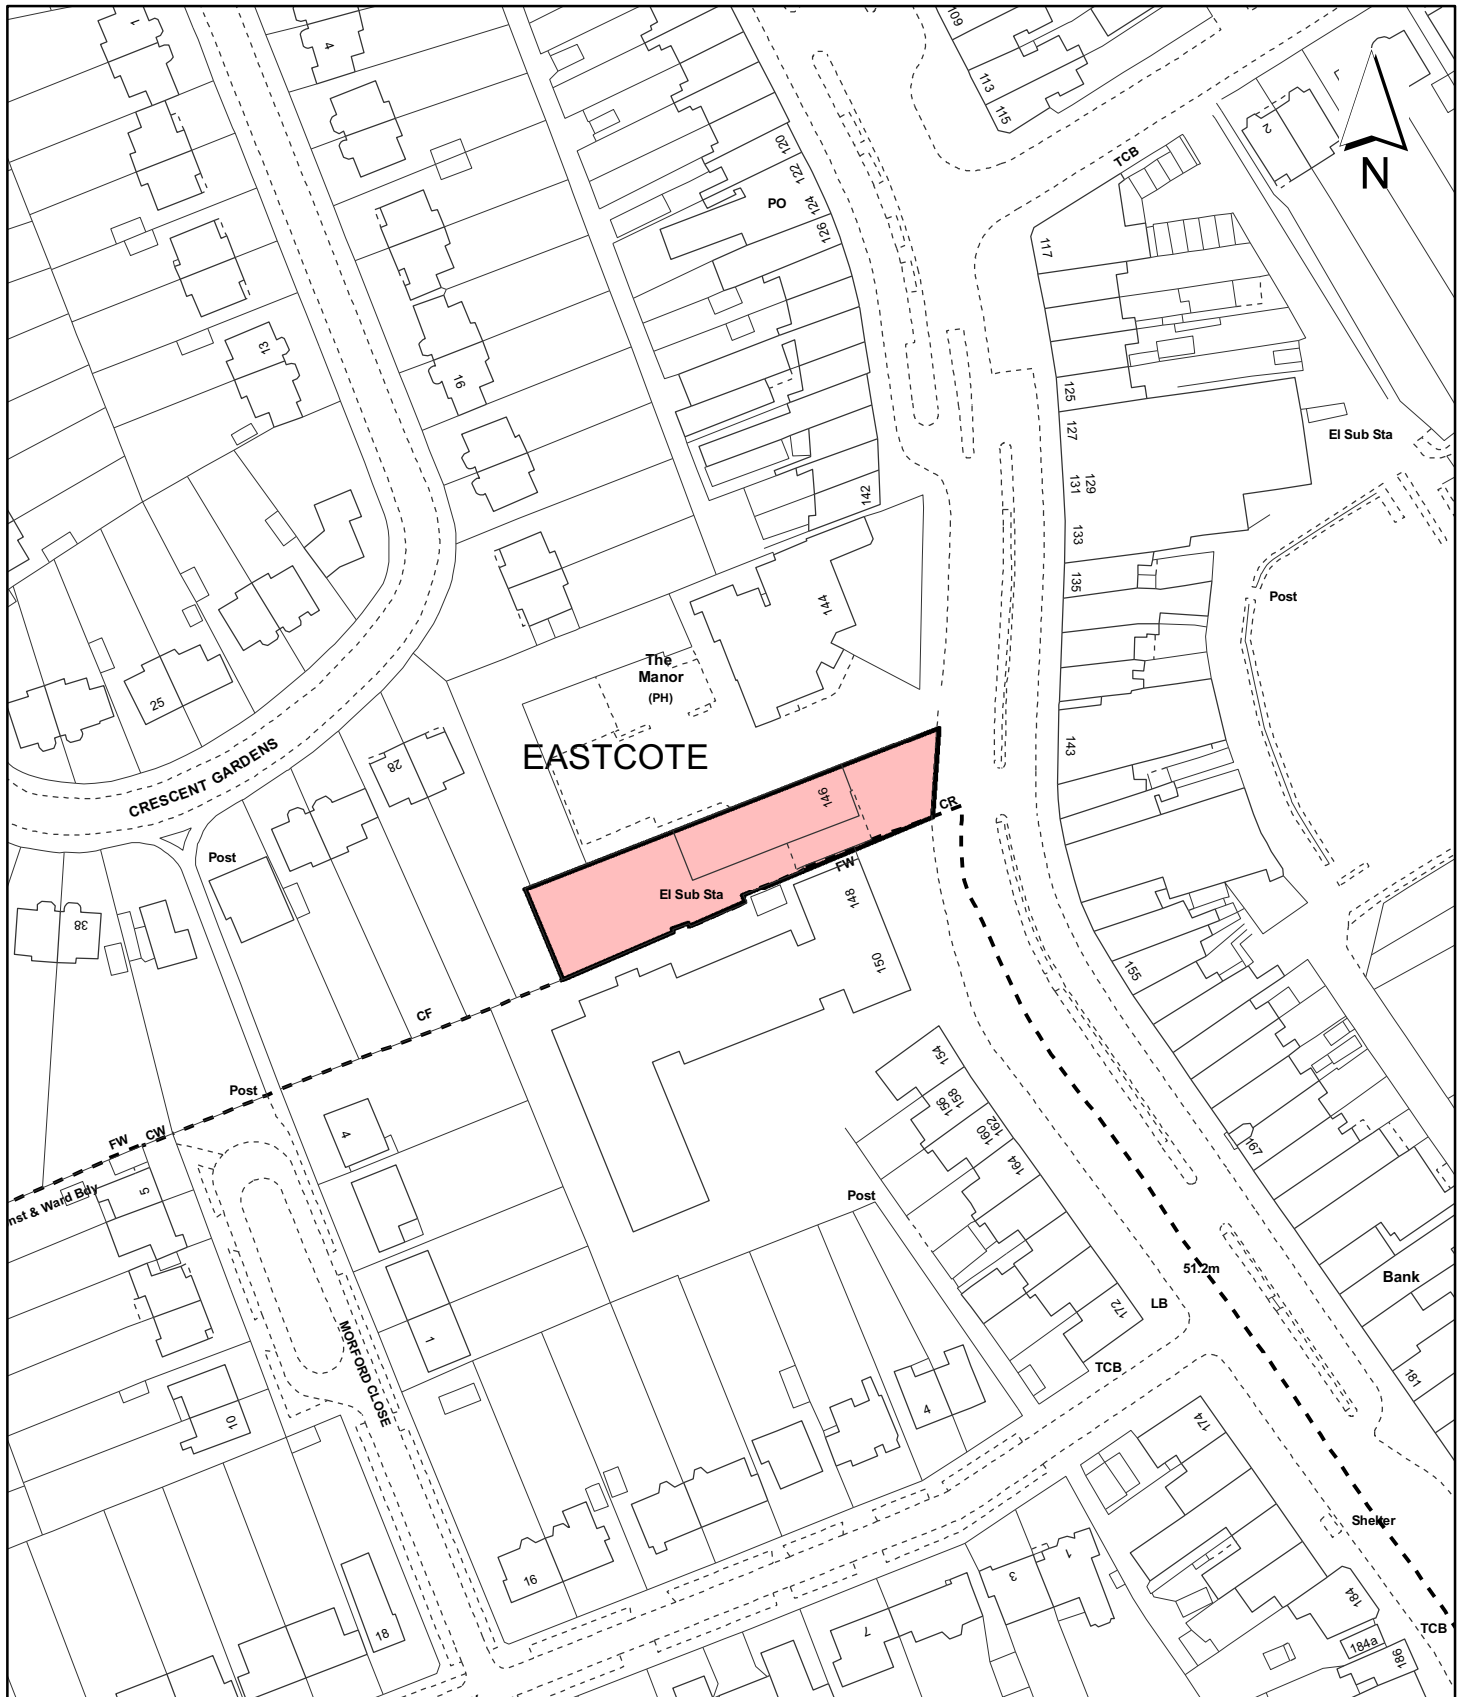 1
4
109
113
115
2
N
TCB
120
122
124
126
PO
117
13
16
125
127
129
131
133
135
El Sub Sta
142
144
Post
The
Manor
(PH)
25
28
EASTCOTE
CRESCENT GARDENS
143
146
CR
FW
148
150
El Sub Sta
Post
38
155
CF
154
156
158
160
162
164
Post
FW
CW
4
167
5
nst & Ward Bdy
Post
51.2m
Bank
LB
172
TCB
MORFORD CLOSE
1
10
4
181
174
Shelter
16
18
1
3
7
184
184a
186
TCB